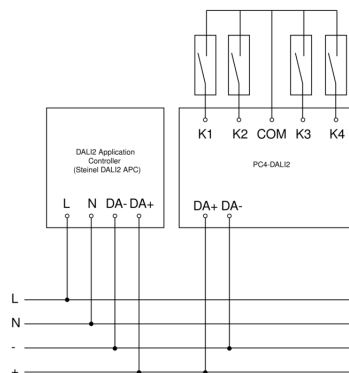 K1 K2 COM K3 K4
DALI2 Application
Controller
(Steinel DALI2 APC)
PC4-DALI2
L N DA- DA+
DA+ DA-
L
N
-
+